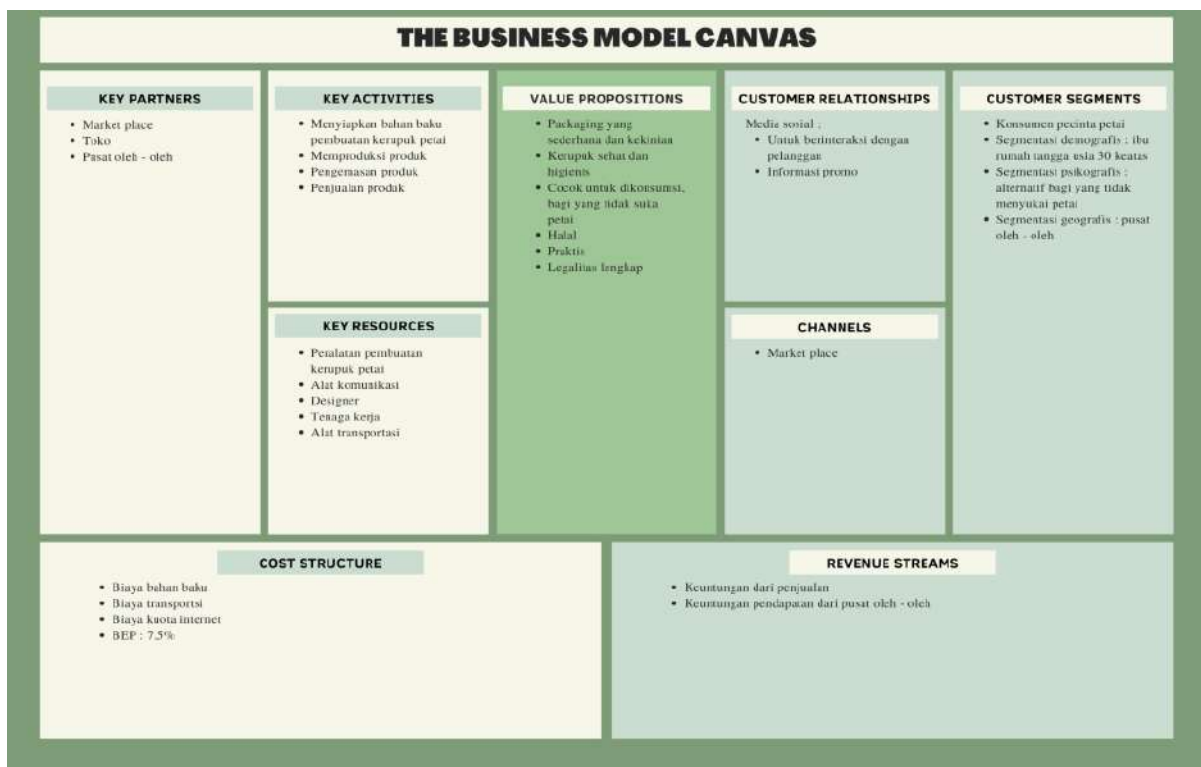 THE BUSINESS MODEL CANVAS
KEY PARTNERS
• Market place
• Toko
• Pusat oleh - oleh
KEY ACTIVITIES
• Menyiapkan bahan baku
pembuatan kerupuk petai
• Memproduksi produk
• Pengemasan produk
• Penjualan produk
KEY RESOURCES
• Peralatan pembuatan
kerupuk petai
• Alat komunikasi
• Designer
• Tenaga kerja
• Alat transportasi
VALUE PROPOSITIONS
• Packaging yang
sederhana dan kekinian
• Kerupuk sehat dan
higienis
• Cocok untuk dikonsumsi,
bagi yang tidak suka
petai
• Halal
• Praktis
• Legalitas lengkap
CUSTOMER RELATIONSHIPS
Media sosial :
• Untuk berinteraksi dengan
pelanggan
• Informasi promo
CHANNELS
• Market place
CUSTOMER SEGMENTS
• Konsumen pecinta petai
• Segmentasi demografis : ibu
rumah tangga usia 30 keatas
• Segmentasi psikografis :
alternatif bagi yang tidak
menyukai petai
• Segmentasi geografis : pusat
oleh - oleh
COST STRUCTURE
• Biaya bahan baku
• Biaya transportsi
• Biaya kuota internet
• BEP : 7,5%
REVENUE STREAMS
• Keuntungan dari penjualan
• Keuntungan pendapatan dari pusat oleh - oleh